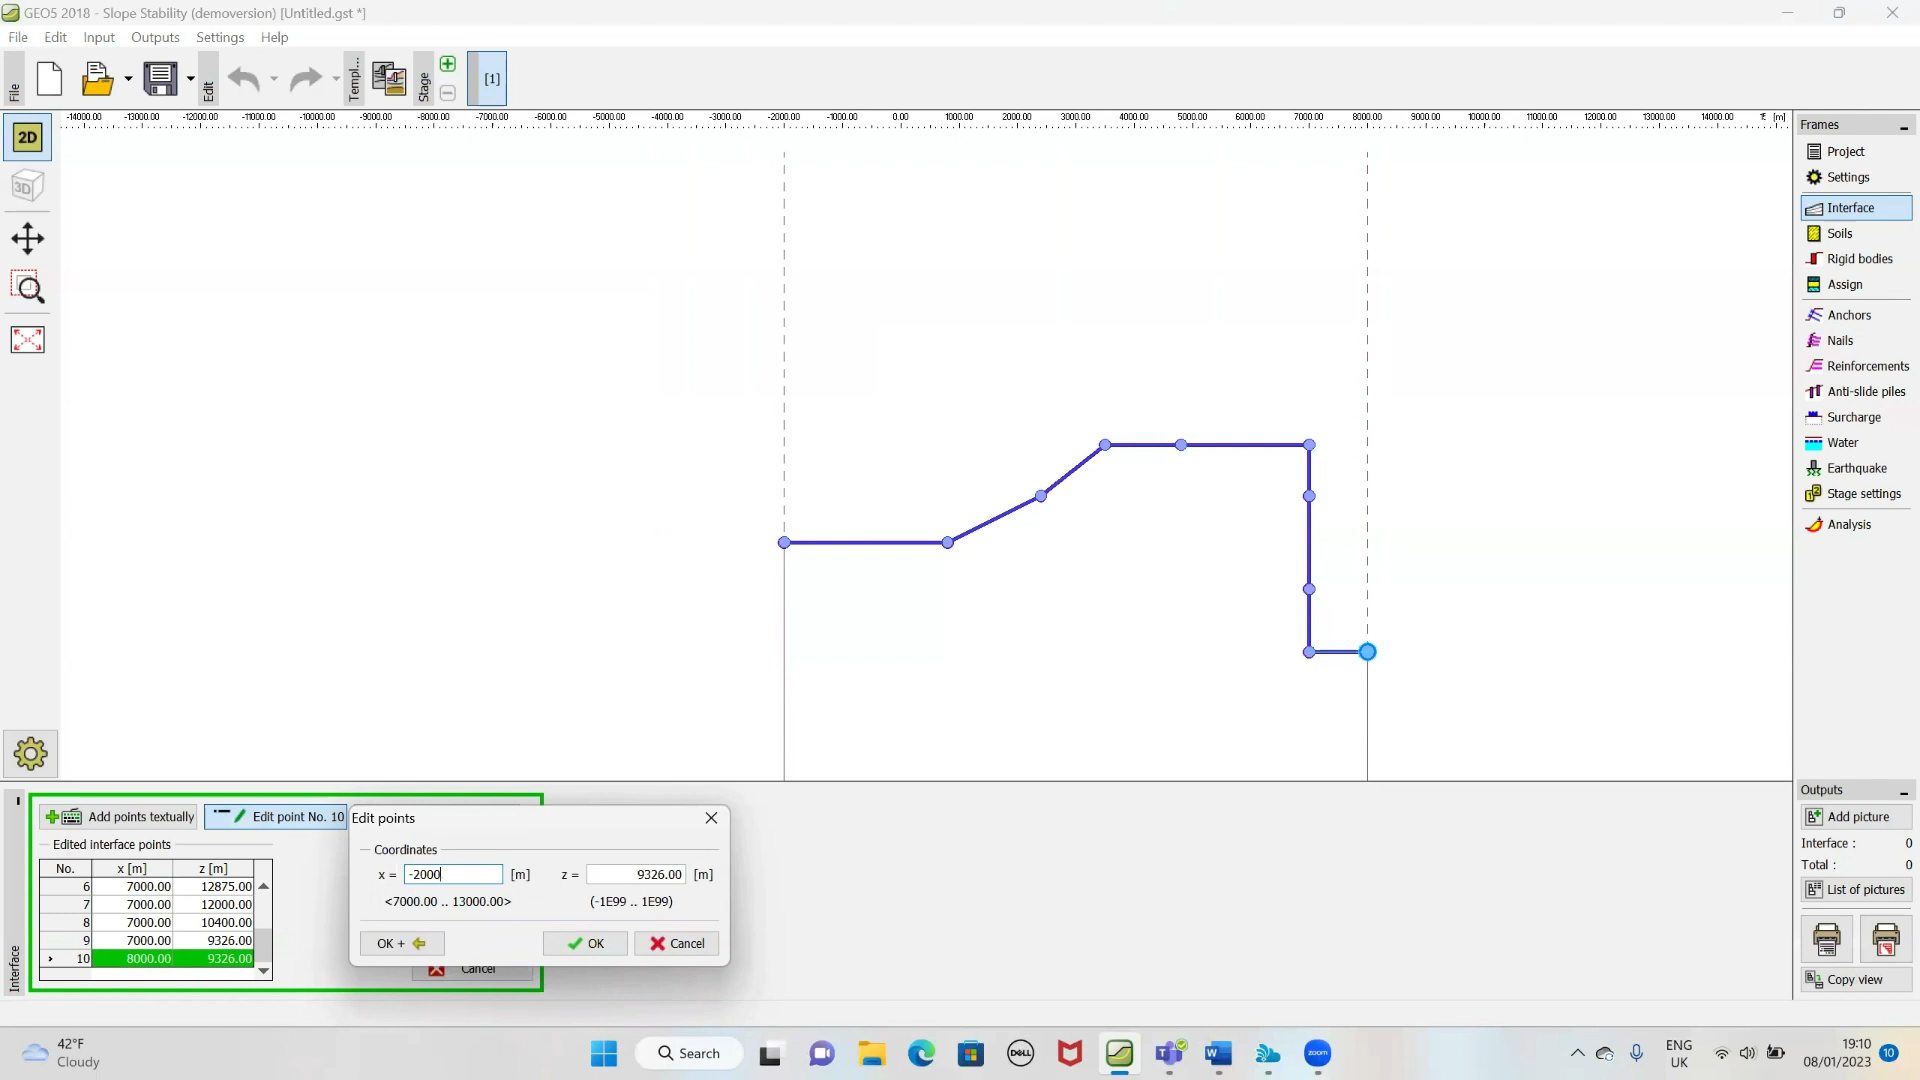 GEO5 2018 - Slope Stability (demoversion) [Untitled.gst *]
File Edit Input Outputs Settings Help
File Edit Templ... Stage [1]
-14000.00 -13000.00 -12000.00 -11000.00 -10000.00 -9000.00 -8000.00 -7000.00 -6000.00 -5000.00 -4000.00 -3000.00 -2000.00 -1000.00 0.00 1000.00 2000.00 3000.00 4000.00 5000.00 6000.00 7000.00 8000.00 9000.00 10000.00 11000.00 12000.00 13000.00 14000.00 [m]
2D
3D
Frames
Project
Settings
Interface
Soils
Rigid bodies
Assign
Anchors
Nails
Reinforcements
Anti-slide piles
Surcharge
Water
Earthquake
Stage settings
Analysis
Interface
Add points textually Edit point No. 10
Edited interface points
No. x [m] z [m]
6 7000.00 12875.00
7 7000.00 12000.00
8 7000.00 10400.00
9 7000.00 9326.00
10 8000.00 9326.00
Cancel
Edit points
Coordinates
x = -2000 [m] z = 9326.00 [m]
<7000.00 .. 13000.00> (-1E99 .. 1E99)
OK + OK Cancel
Outputs
Add picture
Interface : 0
Total : 0
List of pictures
Copy view
42°F
Cloudy
Search
DELL
zoom
ENG
UK
19:10
08/01/2023
10